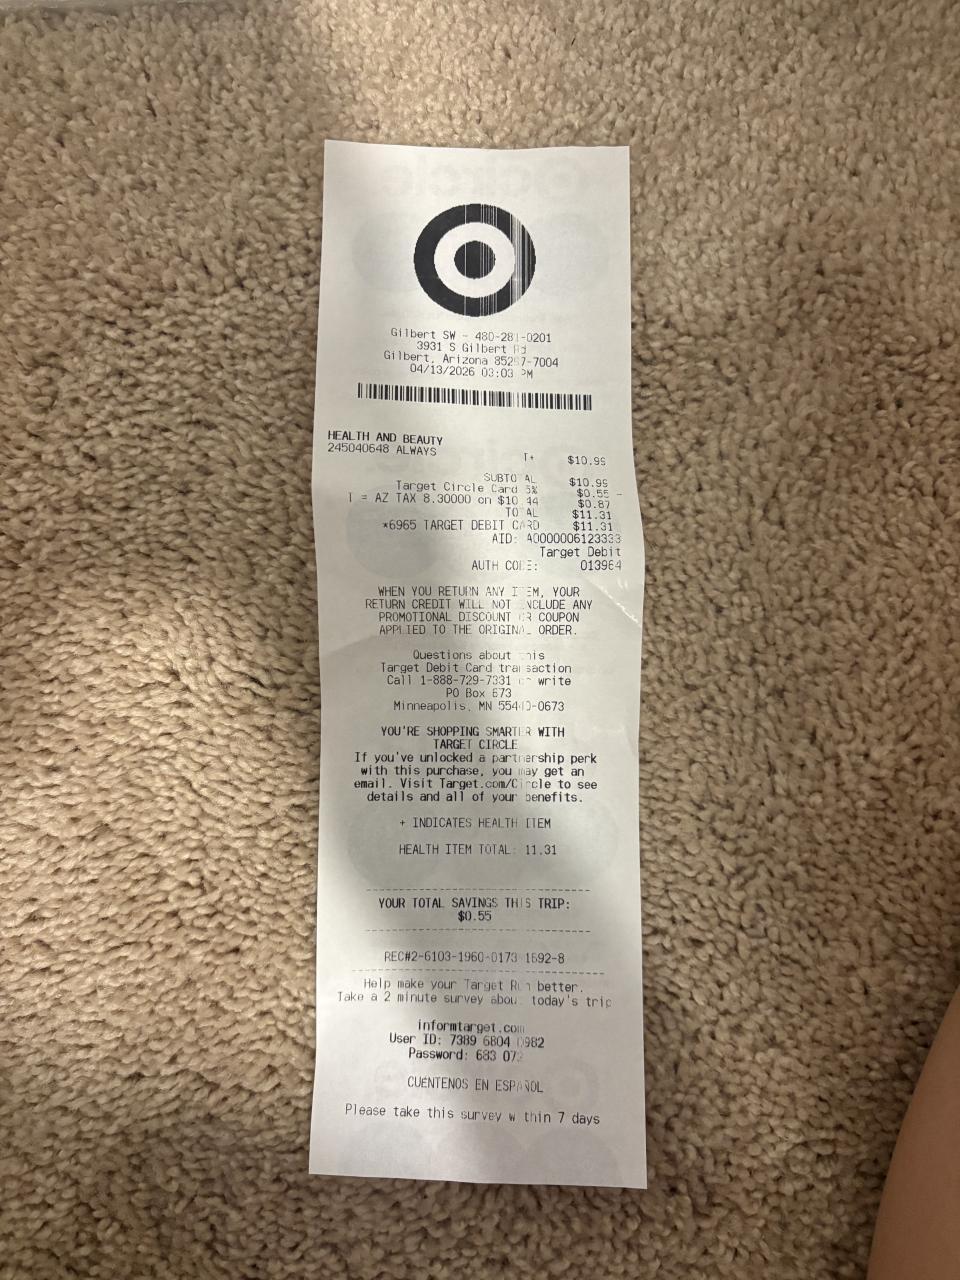 Gilbert SW - 480-281-0201
3931 S Gilbert Rd
Gilbert, Arizona 85297-7004
04/13/2026 03:03 PM
HEALTH AND BEAUTY
245040648 ALWAYS
T+ $10.99
SUBTOTAL $10.99
Target Circle Card 5% $0.55 -
T = AZ TAX 8.30000 on $10.44 $0.87
TOTAL $11.31
*6965 TARGET DEBIT CARD $11.31
AID: A0000006123333
Target Debit
AUTH CODE: 013964
WHEN YOU RETURN ANY ITEM, YOUR
RETURN CREDIT WILL NOT INCLUDE ANY
PROMOTIONAL DISCOUNT OR COUPON
APPLIED TO THE ORIGINAL ORDER.
Questions about this
Target Debit Card transaction
Call 1-888-729-7331 or write
PO Box 673
Minneapolis, MN 55440-0673
YOU'RE SHOPPING SMARTER WITH
TARGET CIRCLE
If you've unlocked a partnership perk
with this purchase, you may get an
email. Visit Target.com/Circle to see
details and all of your benefits.
+ INDICATES HEALTH ITEM
HEALTH ITEM TOTAL: 11.31
YOUR TOTAL SAVINGS THIS TRIP:
$0.55
REC#2-6103-1960-0173-1692-8
Help make your Target Run better.
Take a 2 minute survey about today's trip
informtarget.com
User ID: 7389 6804 0982
Password: 683
CUÉNTENOS EN ESPAÑOL
Please take this survey within 7 days